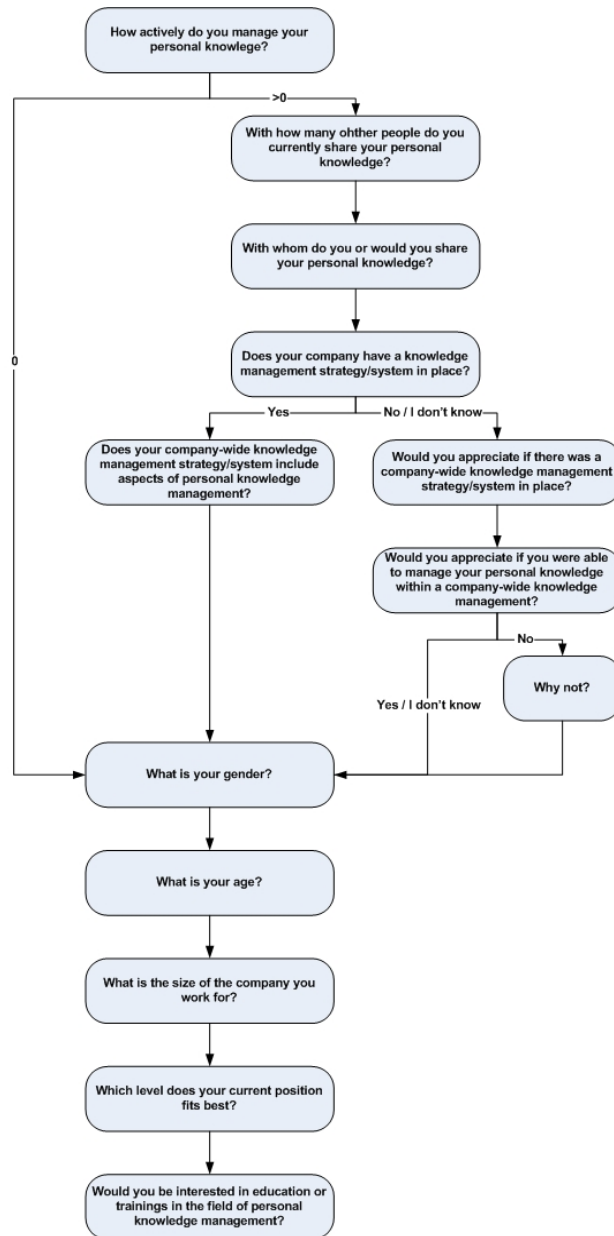 How actively do you manage your
personal knowlege?
>0
With how many ohther people do you
currently share your personal
knowledge?
With whom do you or would you share
your personal knowledge?
0
Does your company have a knowledge
management strategy/system in place?
Yes
No / I don't know
Does your company-wide knowledge
management strategy/system include
aspects of personal knowledge
management?
Would you appreciate if there was a
company-wide knowledge management
strategy/system in place?
Would you appreciate if you were able
to manage your personal knowledge
within a company-wide knowledge
management?
No
Why not?
Yes / I don't know
What is your gender?
What is your age?
What is the size of the company you
work for?
Which level does your current position
fits best?
Would you be interested in education or
trainings in the field of personal
knowledge management?